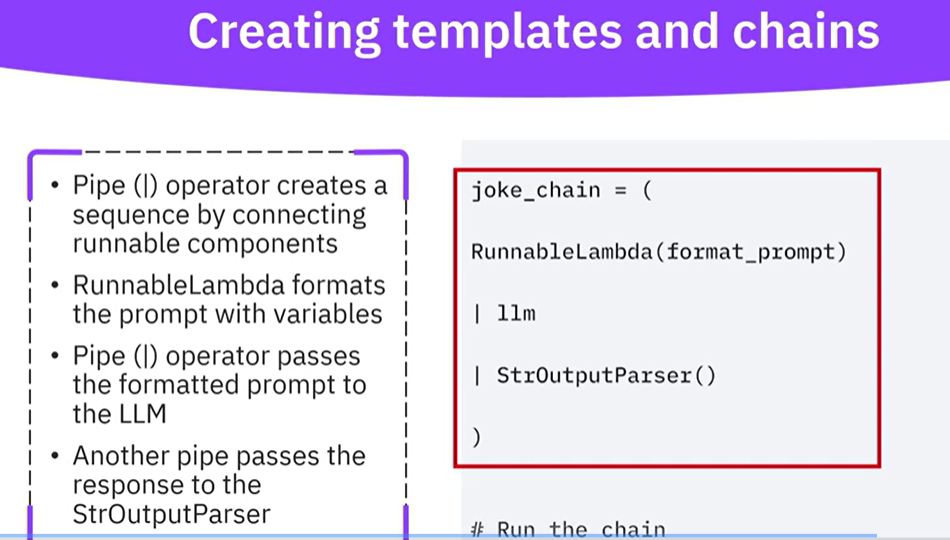 Creating templates and chains
• Pipe (|) operator creates a
sequence by connecting
runnable components
• RunnableLambda formats
the prompt with variables
• Pipe (|) operator passes
the formatted prompt to
the LLM
• Another pipe passes the
response to the
StrOutputParser
joke_chain = (
RunnableLambda(format_prompt)
| llm
| StrOutputParser()
)
# Run the chain